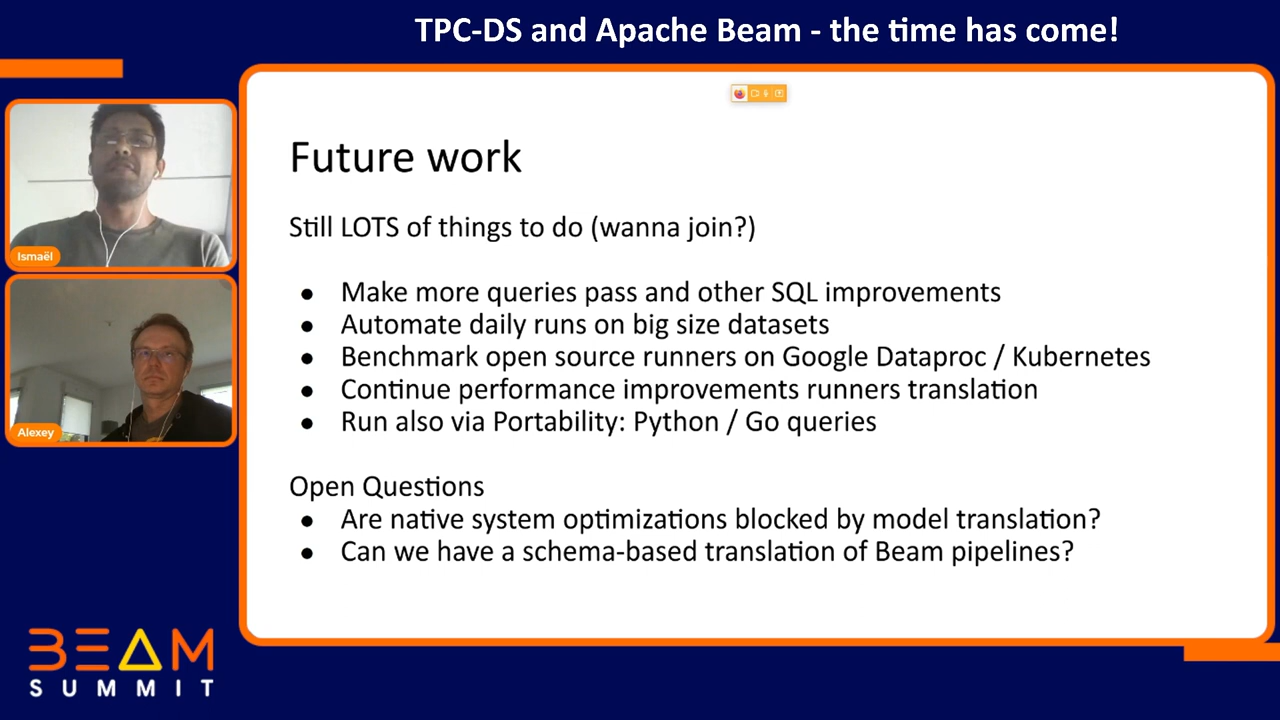 TPC-DS and Apache Beam - the time has come!
Ismaël
Alexey
Future work
Still LOTS of things to do (wanna join?)
● Make more queries pass and other SQL improvements
● Automate daily runs on big size datasets
● Benchmark open source runners on Google Dataproc / Kubernetes
● Continue performance improvements runners translation
● Run also via Portability: Python / Go queries
Open Questions
● Are native system optimizations blocked by model translation?
● Can we have a schema-based translation of Beam pipelines?
BEAM
SUMMIT